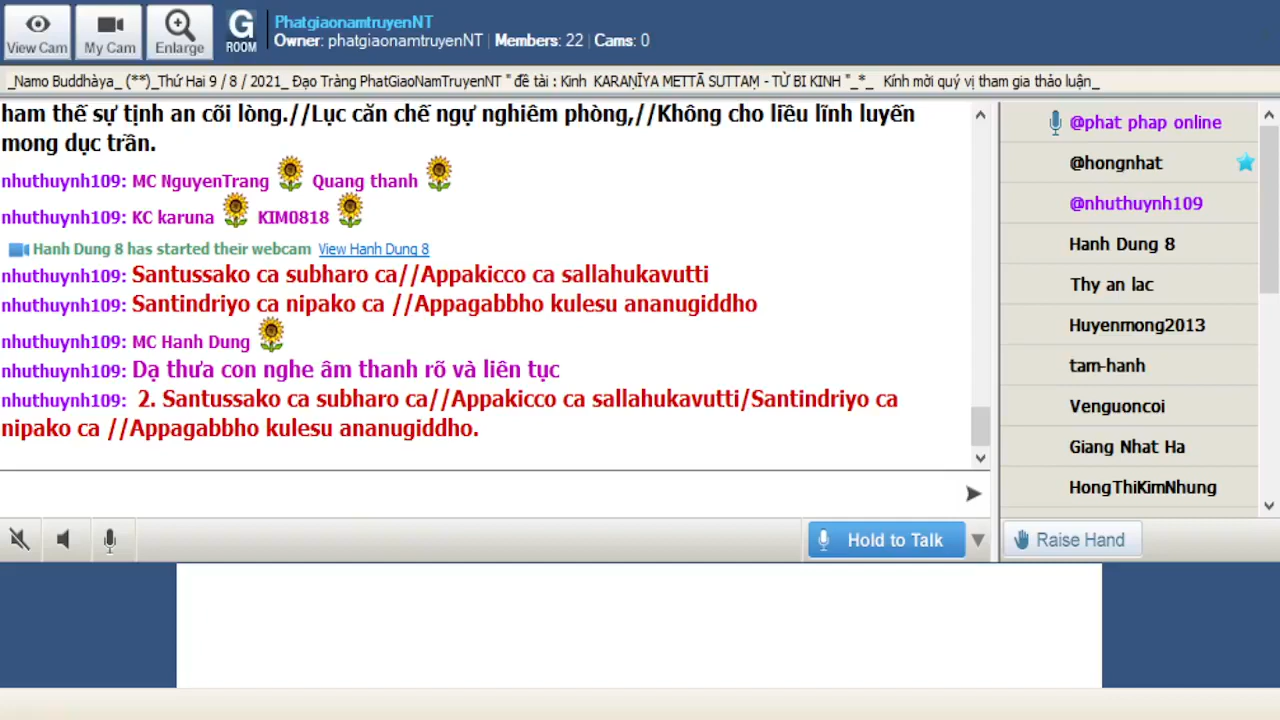 View Cam
My Cam
Enlarge
G
ROOM
PhatgiaonamtruyenNT
Owner: phatgiaonamtruyenNT | Members: 22 | Cams: 0
_Namo Buddhàya_ (**)_Thứ Hai 9 / 8 / 2021_ Đạo Tràng PhatGiaoNamTruyenNT " đề tài : Kinh KARAṆĪYA METTĀ SUTTAṂ - TỪ BI KINH "_*_ Kính mời quý vị tham gia thảo luận_
ham thế sự tịnh an cõi lòng.//Lục căn chế ngự nghiêm phòng,//Không cho liều lĩnh luyến
mong dục trần.
nhuthuynh109: MC NguyenTrang Quang thanh
nhuthuynh109: KC karuna KIM0818
Hanh Dung 8 has started their webcam View Hanh Dung 8
nhuthuynh109: Santussako ca subharo ca//Appakicco ca sallahukavutti
nhuthuynh109: Santindriyo ca nipako ca //Appagabbho kulesu ananugiddho
nhuthuynh109: MC Hanh Dung
nhuthuynh109: Dạ thưa con nghe âm thanh rõ và liên tục
nhuthuynh109: 2. Santussako ca subharo ca//Appakicco ca sallahukavutti/Santindriyo ca
nipako ca //Appagabbho kulesu ananugiddho.
@phat phap online
@hongnhat
@nhuthuynh109
Hanh Dung 8
Thy an lac
Huyenmong2013
tam-hanh
Venguoncoi
Giang Nhat Ha
HongThiKimNhung
Hold to Talk
Raise Hand